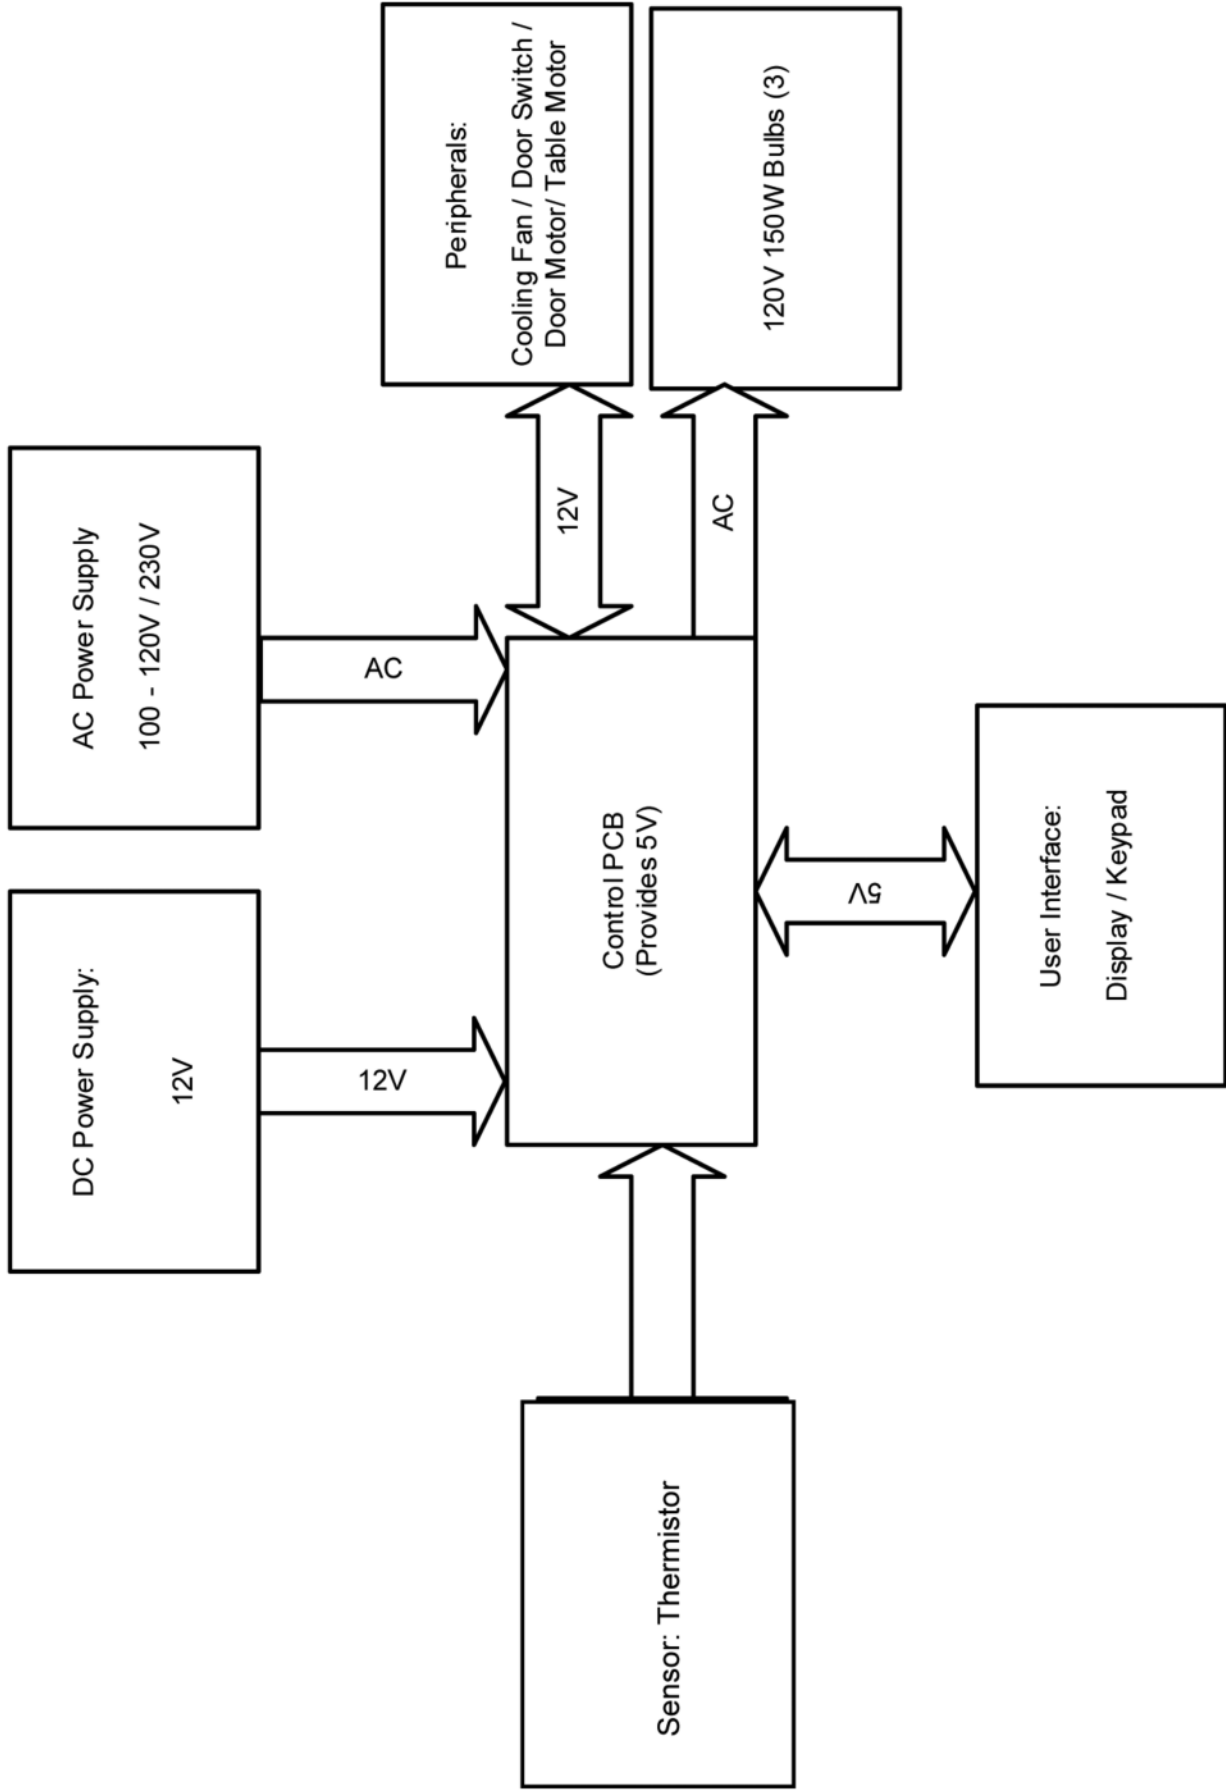 DC Power Supply:
12V
AC Power Supply
100 - 120V / 230V
12V
AC
Sensor: Thermistor
Control PCB
(Provides 5V)
12V
AC
Peripherals:
Cooling Fan / Door Switch /
Door Motor/ Table Motor
120V 150W Bulbs (3)
5V
User Interface:
Display / Keypad